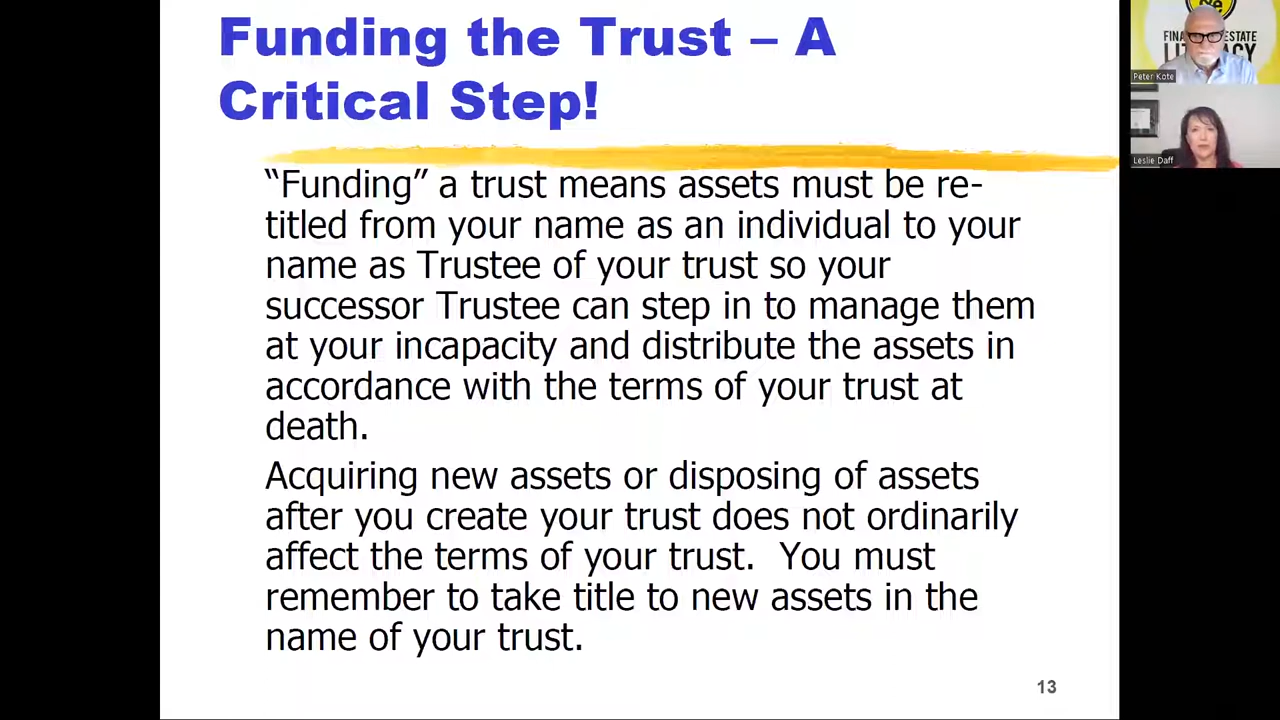 Funding the Trust – A
Critical Step!
“Funding” a trust means assets must be re-
titled from your name as an individual to your
name as Trustee of your trust so your
successor Trustee can step in to manage them
at your incapacity and distribute the assets in
accordance with the terms of your trust at
death.
Acquiring new assets or disposing of assets
after you create your trust does not ordinarily
affect the terms of your trust.  You must
remember to take title to new assets in the
name of your trust.
13
Peter Kote
Leslie Daff